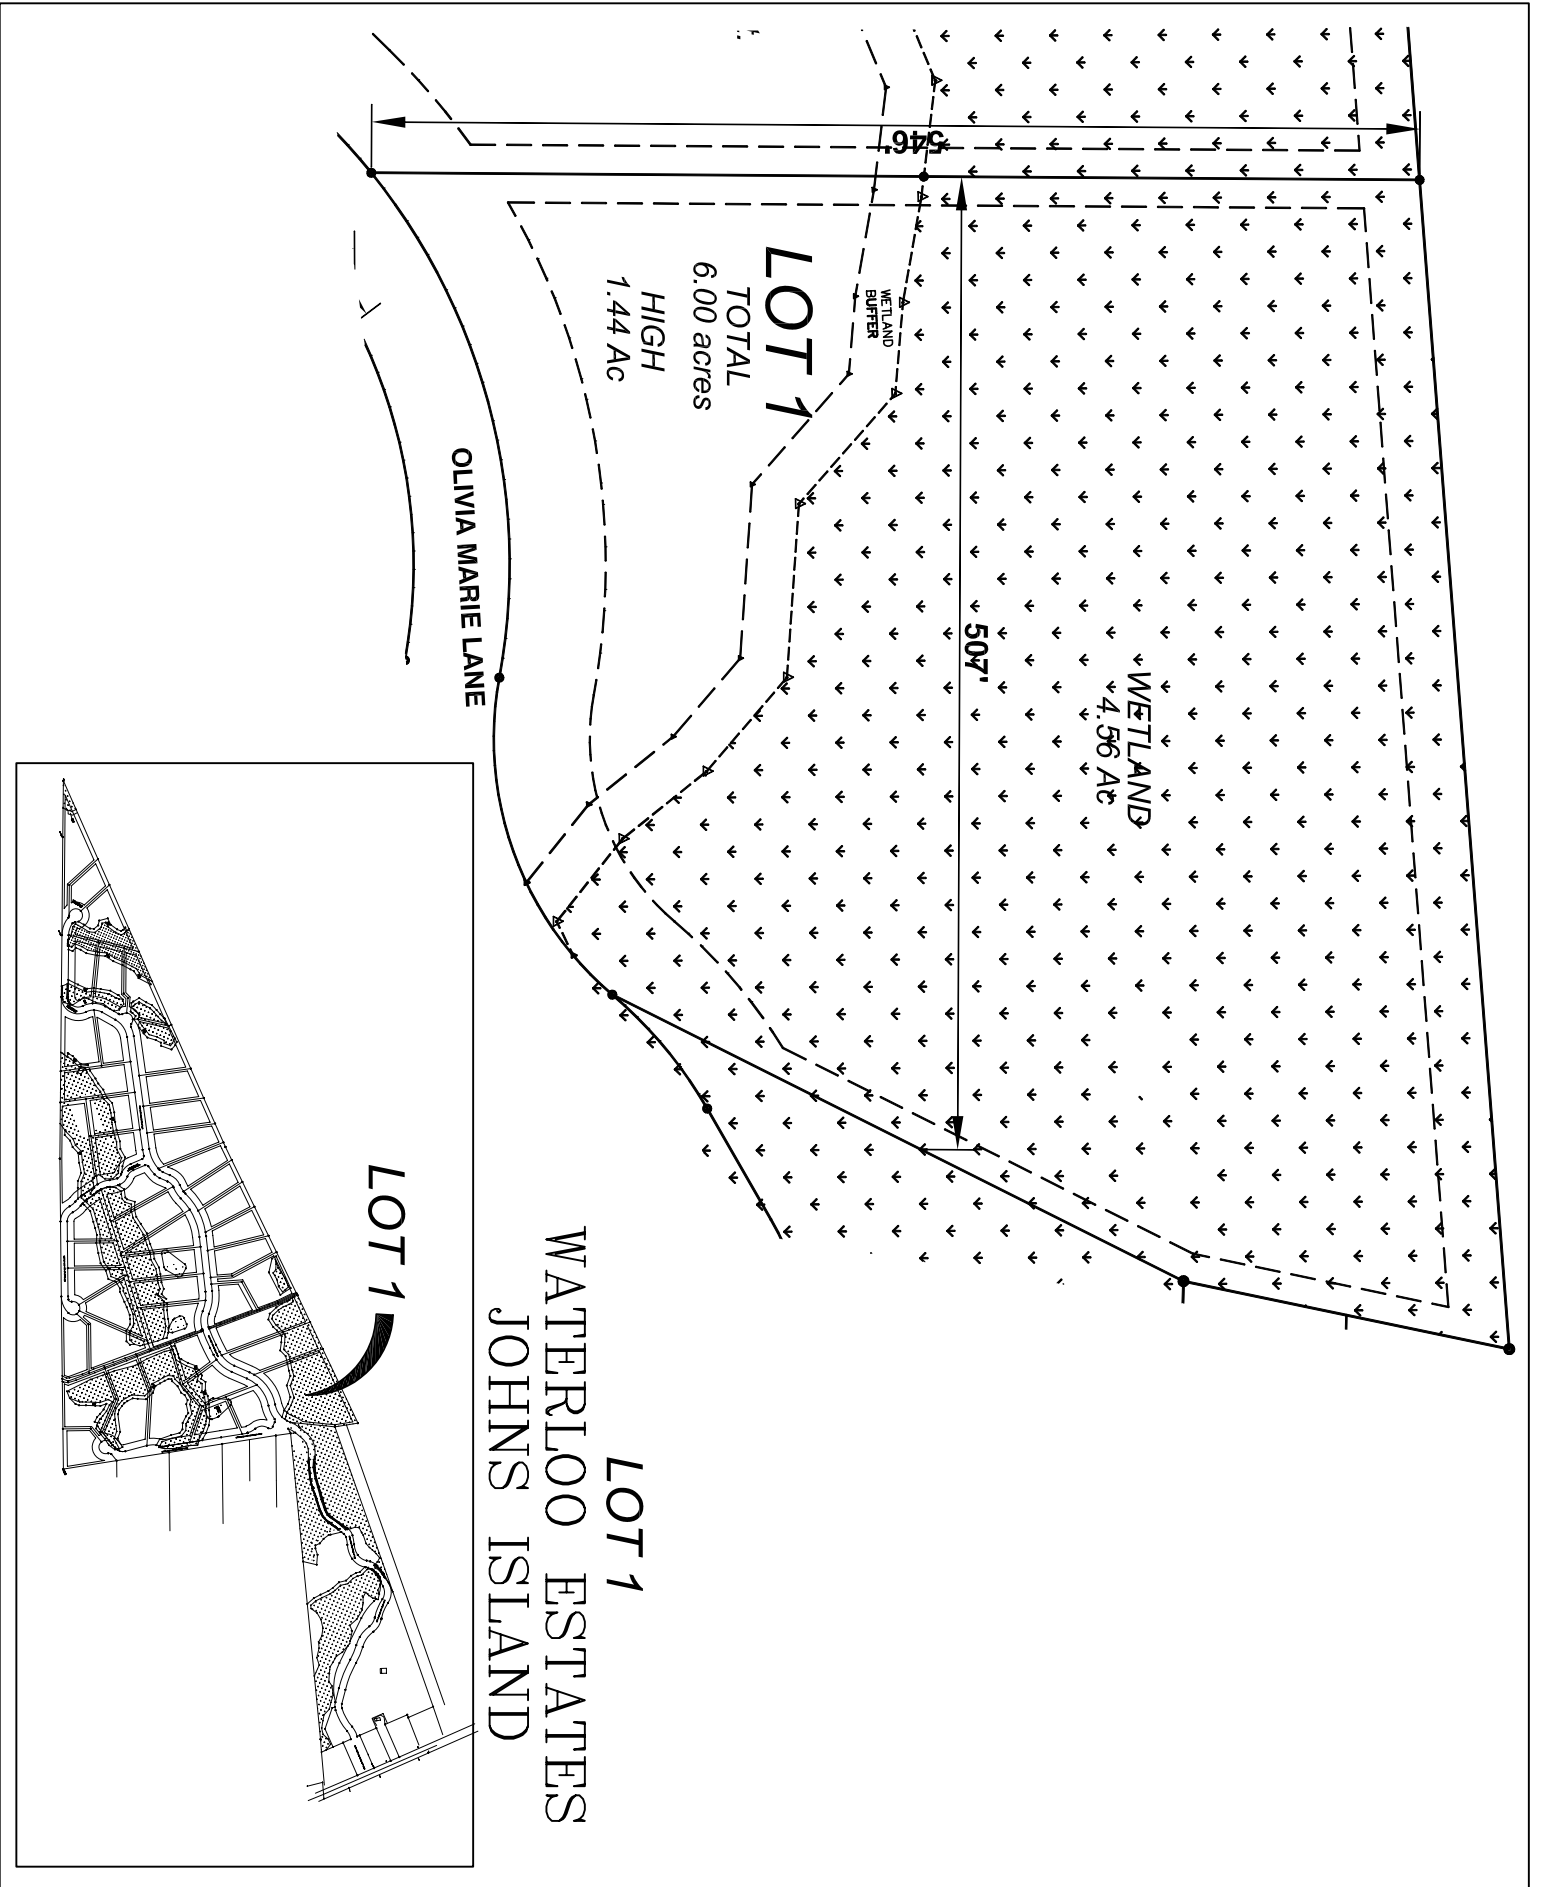 546'
LOT 1
TOTAL
6.00 acres
HIGH
1.44 Ac
WETLAND
BUFFER
507'
WETLAND
4.56 Ac
OLIVIA MARIE LANE
LOT 1
WATERLOO ESTATES
JOHNS ISLAND
LOT 1